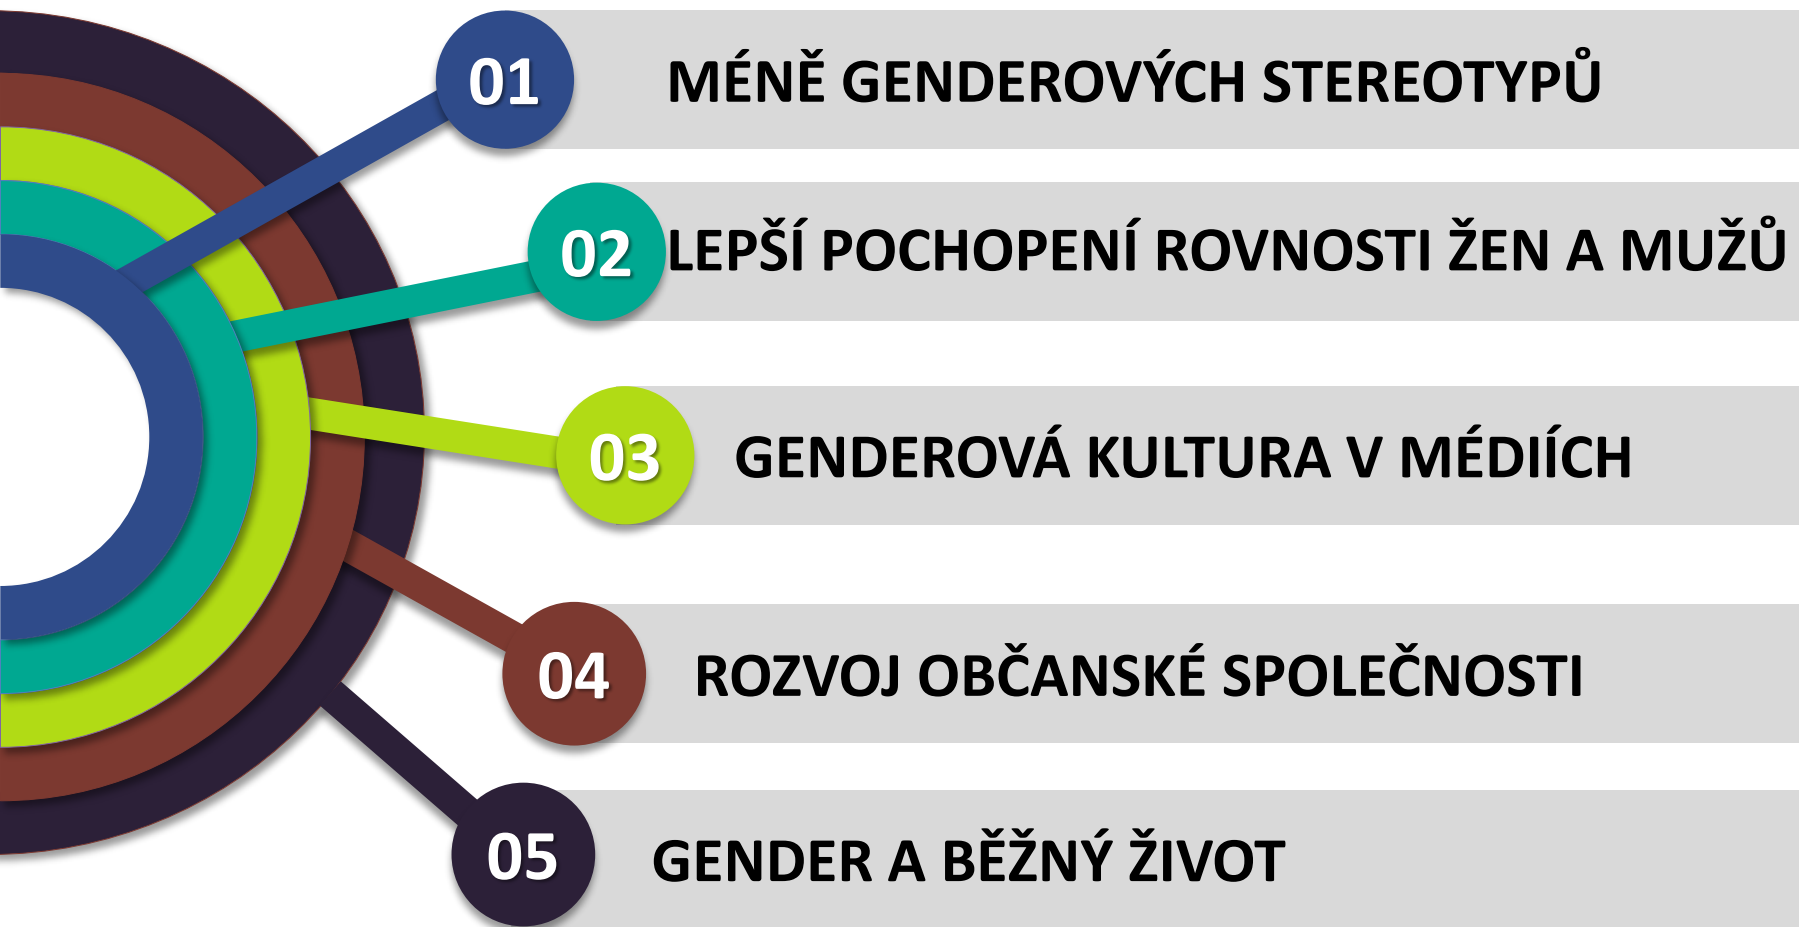 01 MÉNĚ GENDEROVÝCH STEREOTYPŮ
02 LEPŠÍ POCHOPENÍ ROVNOSTI ŽEN A MUŽŮ
03 GENDEROVÁ KULTURA V MÉDIÍCH
04 ROZVOJ OBČANSKÉ SPOLEČNOSTI
05 GENDER A BĚŽNÝ ŽIVOT